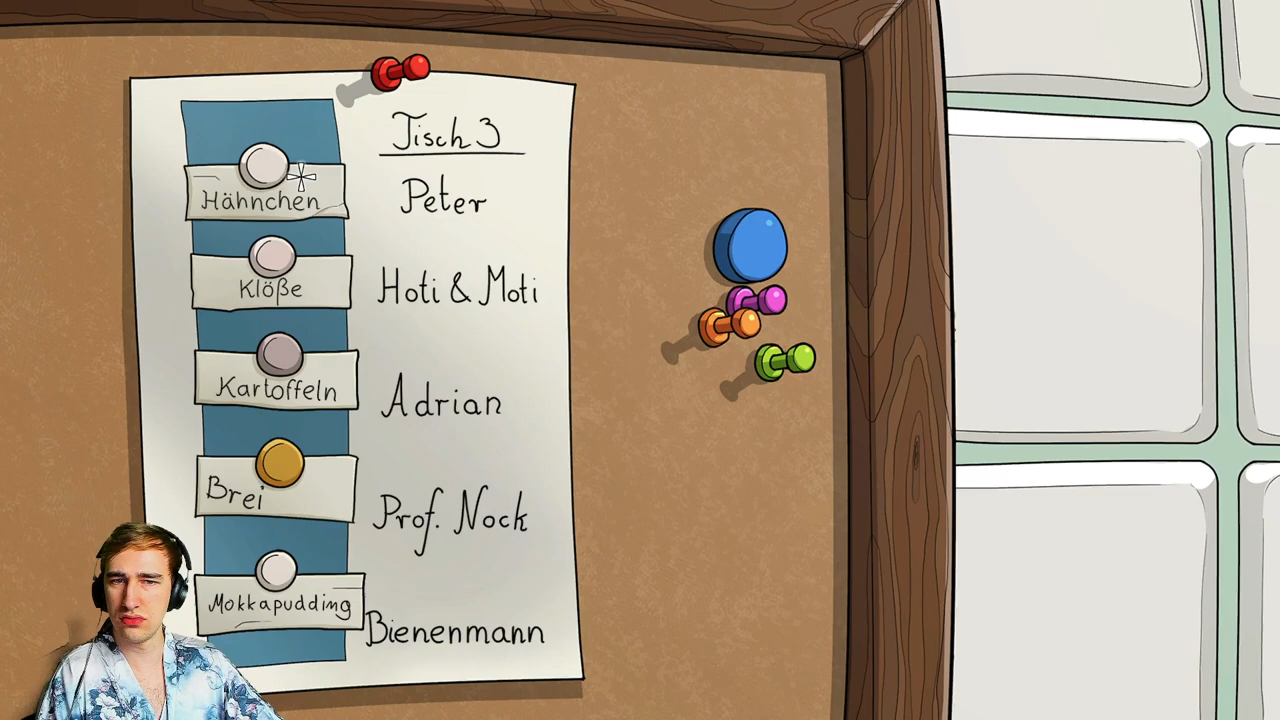 Tisch 3
Hähnchen Peter
Klöße Hoti & Moti
Kartoffeln Adrian
Brei Prof. Nock
Mokkapudding Bienenmann